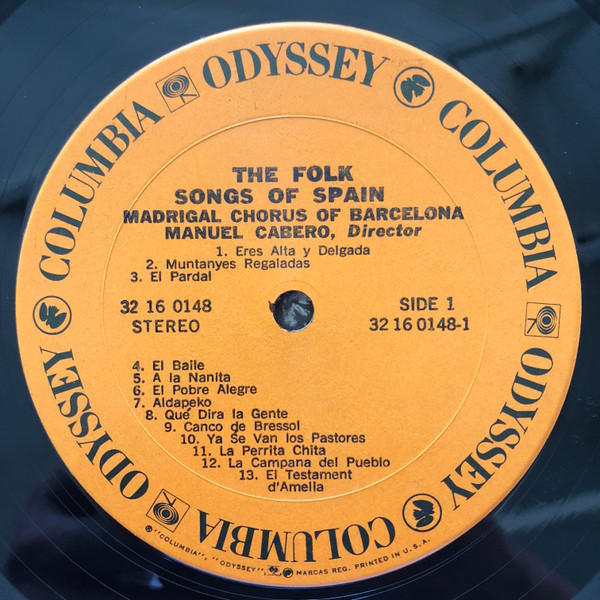 ODYSSEY
COLUMBIA
ODYSSEY
COLUMBIA
ODYSSEY
COLUMBIA
THE FOLK
SONGS OF SPAIN
MADRIGAL CHORUS OF BARCELONA
MANUEL CABERO, Director
1. Eres Alta y Delgada
2. Muntanyes Regaladas
3. El Pardal
32 16 0148
STEREO
SIDE 1
32 16 0148-1
4. El Baile
5. A la Nanita
6. El Pobre Alegre
7. Aldapeko
8. Qué Dira la Gente
9. Canco de Bressol
10. Ya Se Van los Pastores
11. La Perrita Chita
12. La Campana del Pueblo
13. El Testament
d'Amelia
"COLUMBIA", "ODYSSEY", MARCAS REG. PRINTED IN U.S.A.